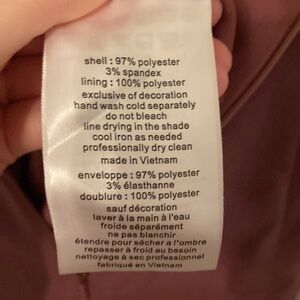 shell : 97% polyester
3% spandex
lining : 100% polyester
exclusive of decoration
hand wash cold separately
do not bleach
line drying in the shade
cool iron as needed
professionally dry clean
made in Vietnam
enveloppe : 97% polyester
3% élasthanne
doublure : 100% polyester
sauf décoration
laver à la main à l'eau
froide séparément
ne pas blanchir
étendre pour sécher a l'ombre
repasser à froid au besoin
nettoyage à sec professionnel
fabriqué en Vietnam